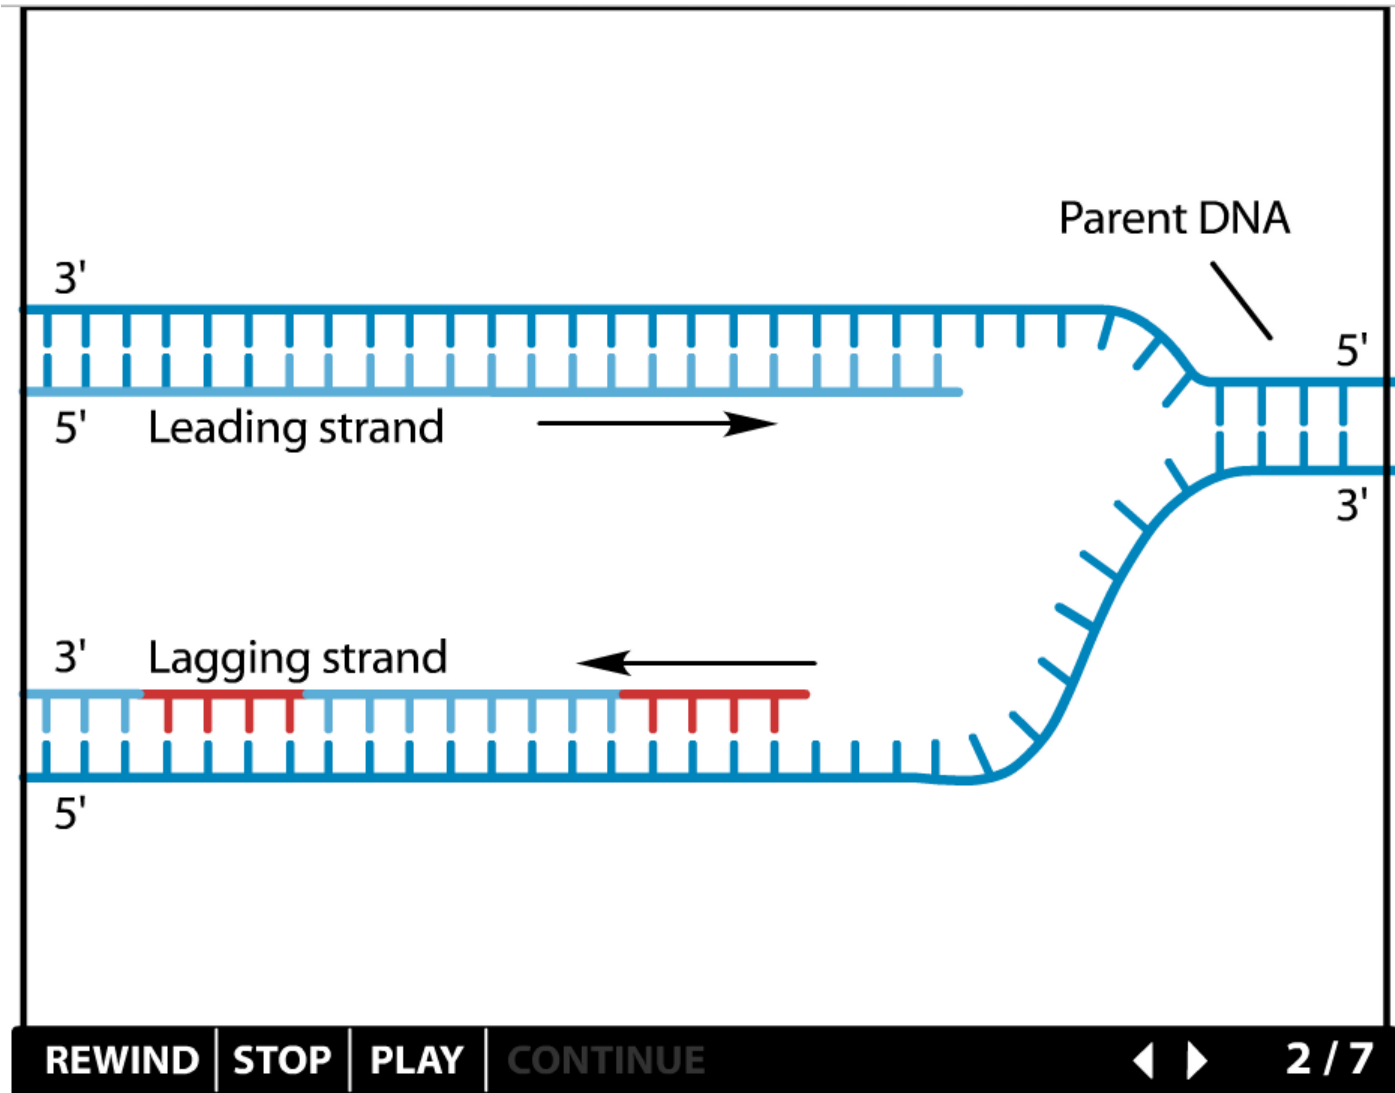 Parent DNA
3'
5'
5' Leading strand
3'
3' Lagging strand
5'
REWIND STOP PLAY CONTINUE 2 / 7